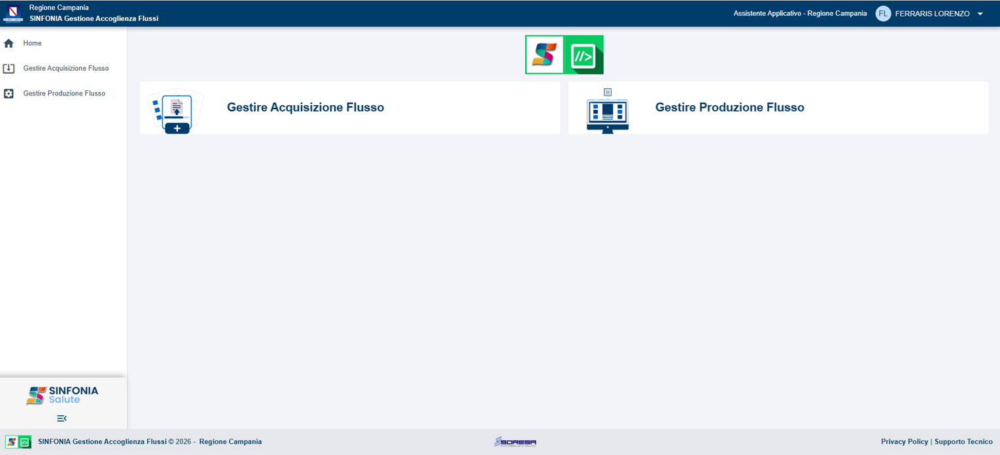 Regione Campania
SINFONIA Gestione Accoglienza Flussi
Assistente Applicativo - Regione Campania
FL
FERRARIS LORENZO
Home
Gestire Acquisizione Flusso
Gestire Produzione Flusso
Gestire Acquisizione Flusso
Gestire Produzione Flusso
SINFONIA
Salute
SINFONIA Gestione Accoglienza Flussi © 2026 - Regione Campania
SORESA
Privacy Policy | Supporto Tecnico